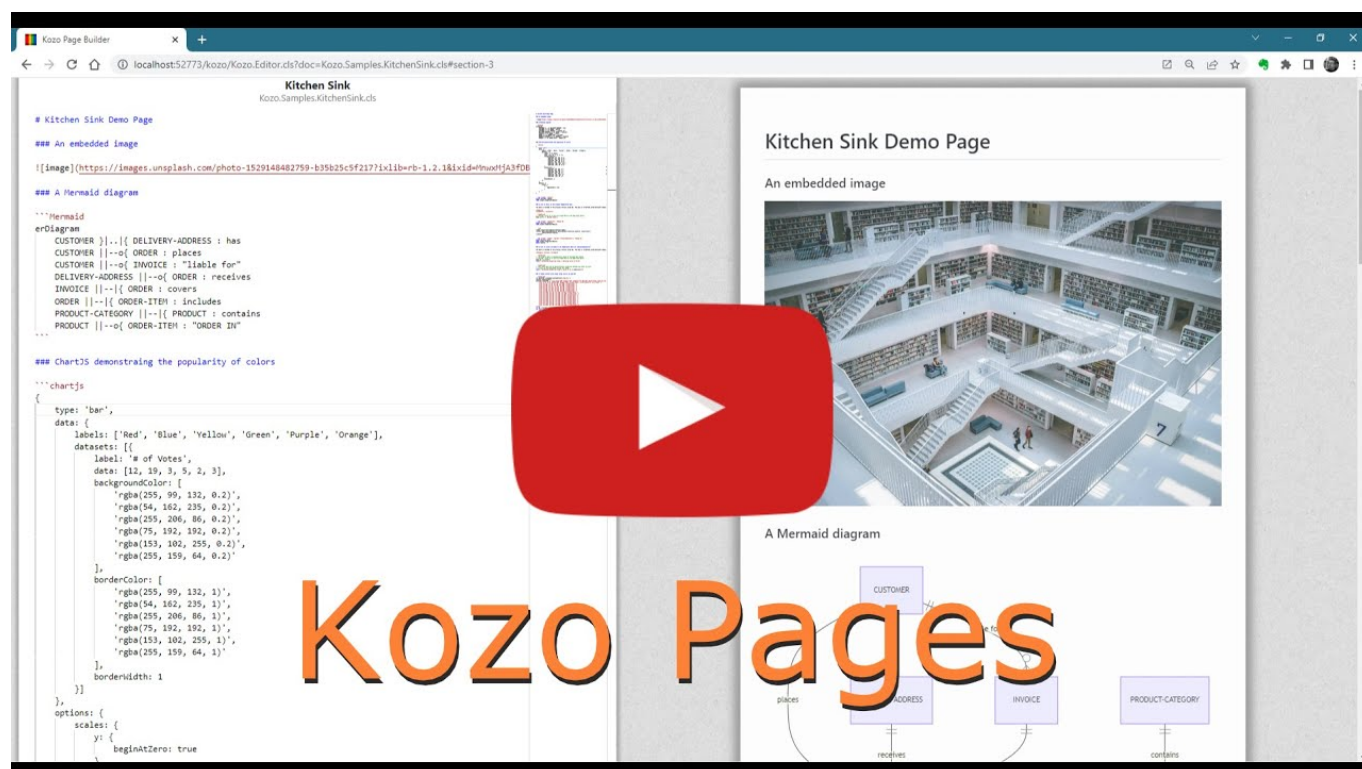 Kozo Page Builder
localhost:52773/kozo/Kozo.Editor.cls?doc=Kozo.Samples.KitchenSink.cls#section-3
Kitchen Sink
Kozo.Samples.KitchenSink.cls
# Kitchen Sink Demo Page
### An embedded image
![image](https://images.unsplash.com/photo-1529148482759-b35b25c5f217?ixlib=rb-1.2.1&ixid=MnwxMjA3fDB
### A Mermaid diagram
```Mermaid
erDiagram
CUSTOMER }|..|{ DELIVERY-ADDRESS : has
CUSTOMER ||--o{ ORDER : places
CUSTOMER ||--o{ INVOICE : "liable for"
DELIVERY-ADDRESS ||--o{ ORDER : receives
INVOICE ||--|{ ORDER : covers
ORDER ||--|{ ORDER-ITEM : includes
PRODUCT-CATEGORY ||--|{ PRODUCT : contains
PRODUCT ||--o{ ORDER-ITEM : "ORDER IN"
```
### ChartJS demonstraing the popularity of colors
```chartjs
{
type: 'bar',
data: {
labels: ['Red', 'Blue', 'Yellow', 'Green', 'Purple', 'Orange'],
datasets: [{
label: '# of Votes',
data: [12, 19, 3, 5, 2, 3],
backgroundColor: [
'rgba(255, 99, 132, 0.2)',
'rgba(54, 162, 235, 0.2)',
'rgba(255, 206, 86, 0.2)',
'rgba(75, 192, 192, 0.2)',
'rgba(153, 102, 255, 0.2)',
'rgba(255, 159, 64, 0.2)'
],
borderColor: [
'rgba(255, 99, 132, 1)',
'rgba(54, 162, 235, 1)',
'rgba(255, 206, 86, 1)',
'rgba(75, 192, 192, 1)',
'rgba(153, 102, 255, 1)',
'rgba(255, 159, 64, 1)'
],
borderWidth: 1
}]
},
options: {
scales: {
y: {
beginAtZero: true
Kitchen Sink Demo Page
An embedded image
7
A Mermaid diagram
CUSTOMER
places
ADDRESS
INVOICE
PRODUCT-CATEGORY
receives
contains
Kozo Pages